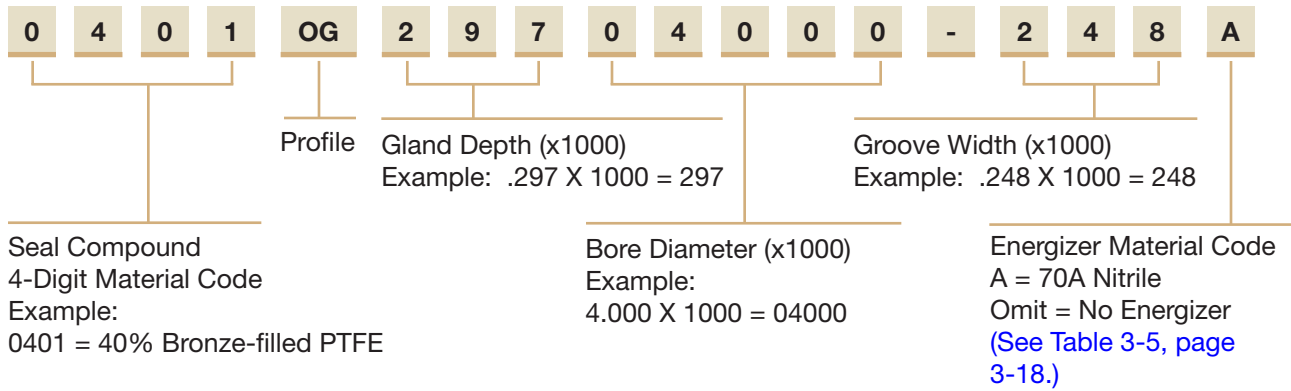 0 4 0 1 OG 2 9 7 0 4 0 0 0 - 2 4 8 A
Profile
Gland Depth (x1000)
Example: .297 X 1000 = 297
Groove Width (x1000)
Example: .248 X 1000 = 248
Seal Compound
4-Digit Material Code
Example:
0401 = 40% Bronze-filled PTFE
Bore Diameter (x1000)
Example:
4.000 X 1000 = 04000
Energizer Material Code
A = 70A Nitrile
Omit = No Energizer
(See Table 3-5, page
3-18.)